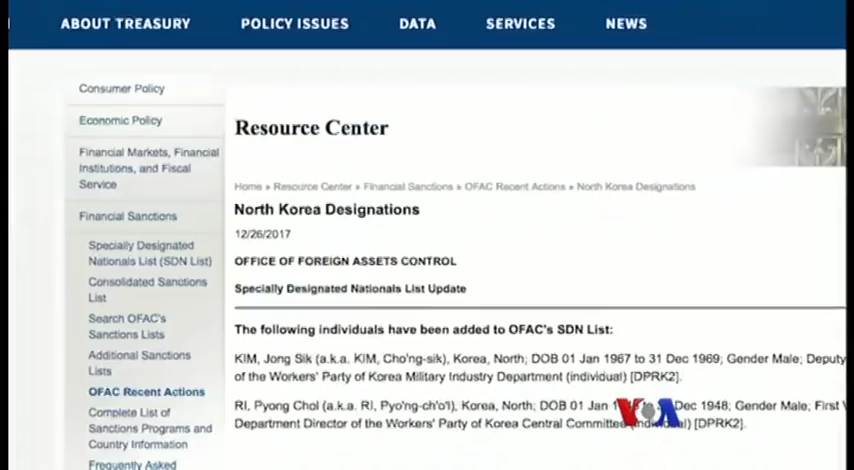 ABOUT TREASURY POLICY ISSUES DATA SERVICES NEWS
Consumer Policy
Economic Policy
Financial Markets, Financial
Institutions, and Fiscal
Service
Financial Sanctions
Specially Designated
Nationals List (SDN List)
Consolidated Sanctions
List
Search OFAC's
Sanctions Lists
Additional Sanctions
Lists
OFAC Recent Actions
Complete List of
Sanctions Programs and
Country Information
Frequently Asked
Resource Center
Home » Resource Center » Financial Sanctions » OFAC Recent Actions » North Korea Designations
North Korea Designations
12/26/2017
OFFICE OF FOREIGN ASSETS CONTROL
Specially Designated Nationals List Update
The following individuals have been added to OFAC's SDN List:
KIM, Jong Sik (a.k.a. KIM, Cho'ng-sik), Korea, North; DOB 01 Jan 1967 to 31 Dec 1969; Gender Male; Deputy
of the Workers' Party of Korea Military Industry Department (individual) [DPRK2].
RI, Pyong Chol (a.k.a. RI, Pyo'ng-ch'o'l), Korea, North; DOB 01 Jan Dec 1948; Gender Male; First
Department Director of the Workers' Party of Korea Central Committee [DPRK2].
VOA